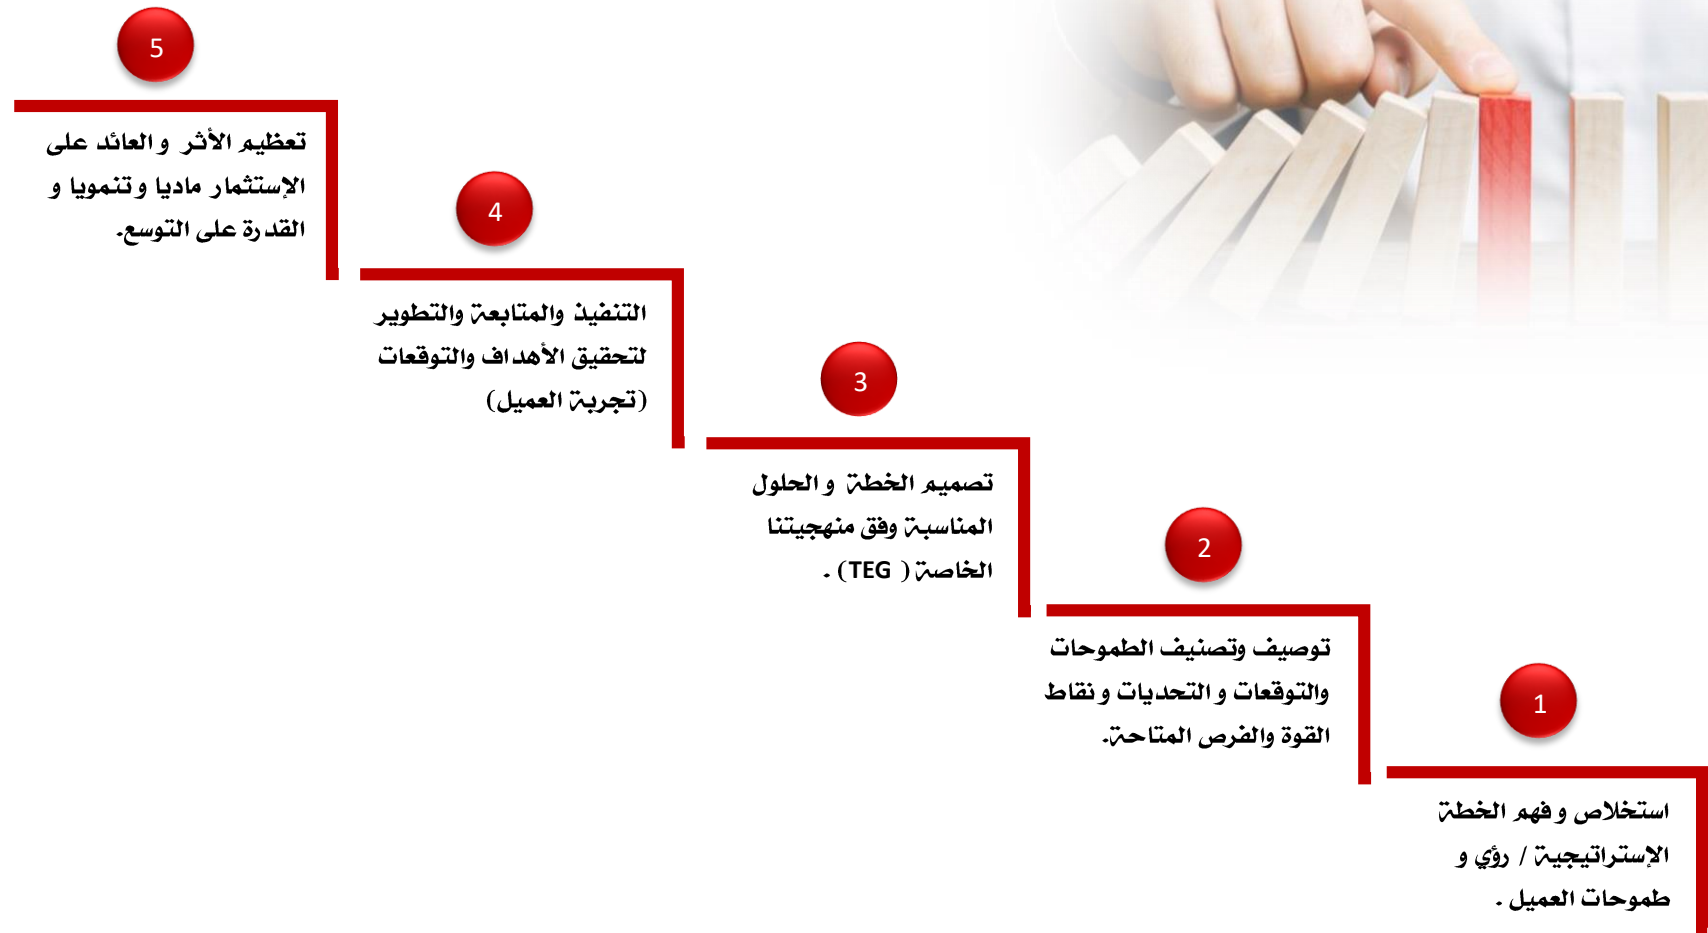 5
تعظيم الأثر و العائد على
الإستثمار ماديا و تنمويا و
القدرة على التوسع.
4
التنفيذ والمتابعة والتطوير
لتحقيق الأهداف والتوقعات
(تجربة العميل)
3
تصميم الخطة و الحلول
المناسبة وفق منهجيتنا
الخاصة ( TEG) .
2
توصيف وتصنيف الطموحات
والتوقعات و التحديات و نقاط
القوة والفرص المتاحة.
1
استخلاص و فهم الخطة
الإستراتيجية / رؤي و
طموحات العميل .